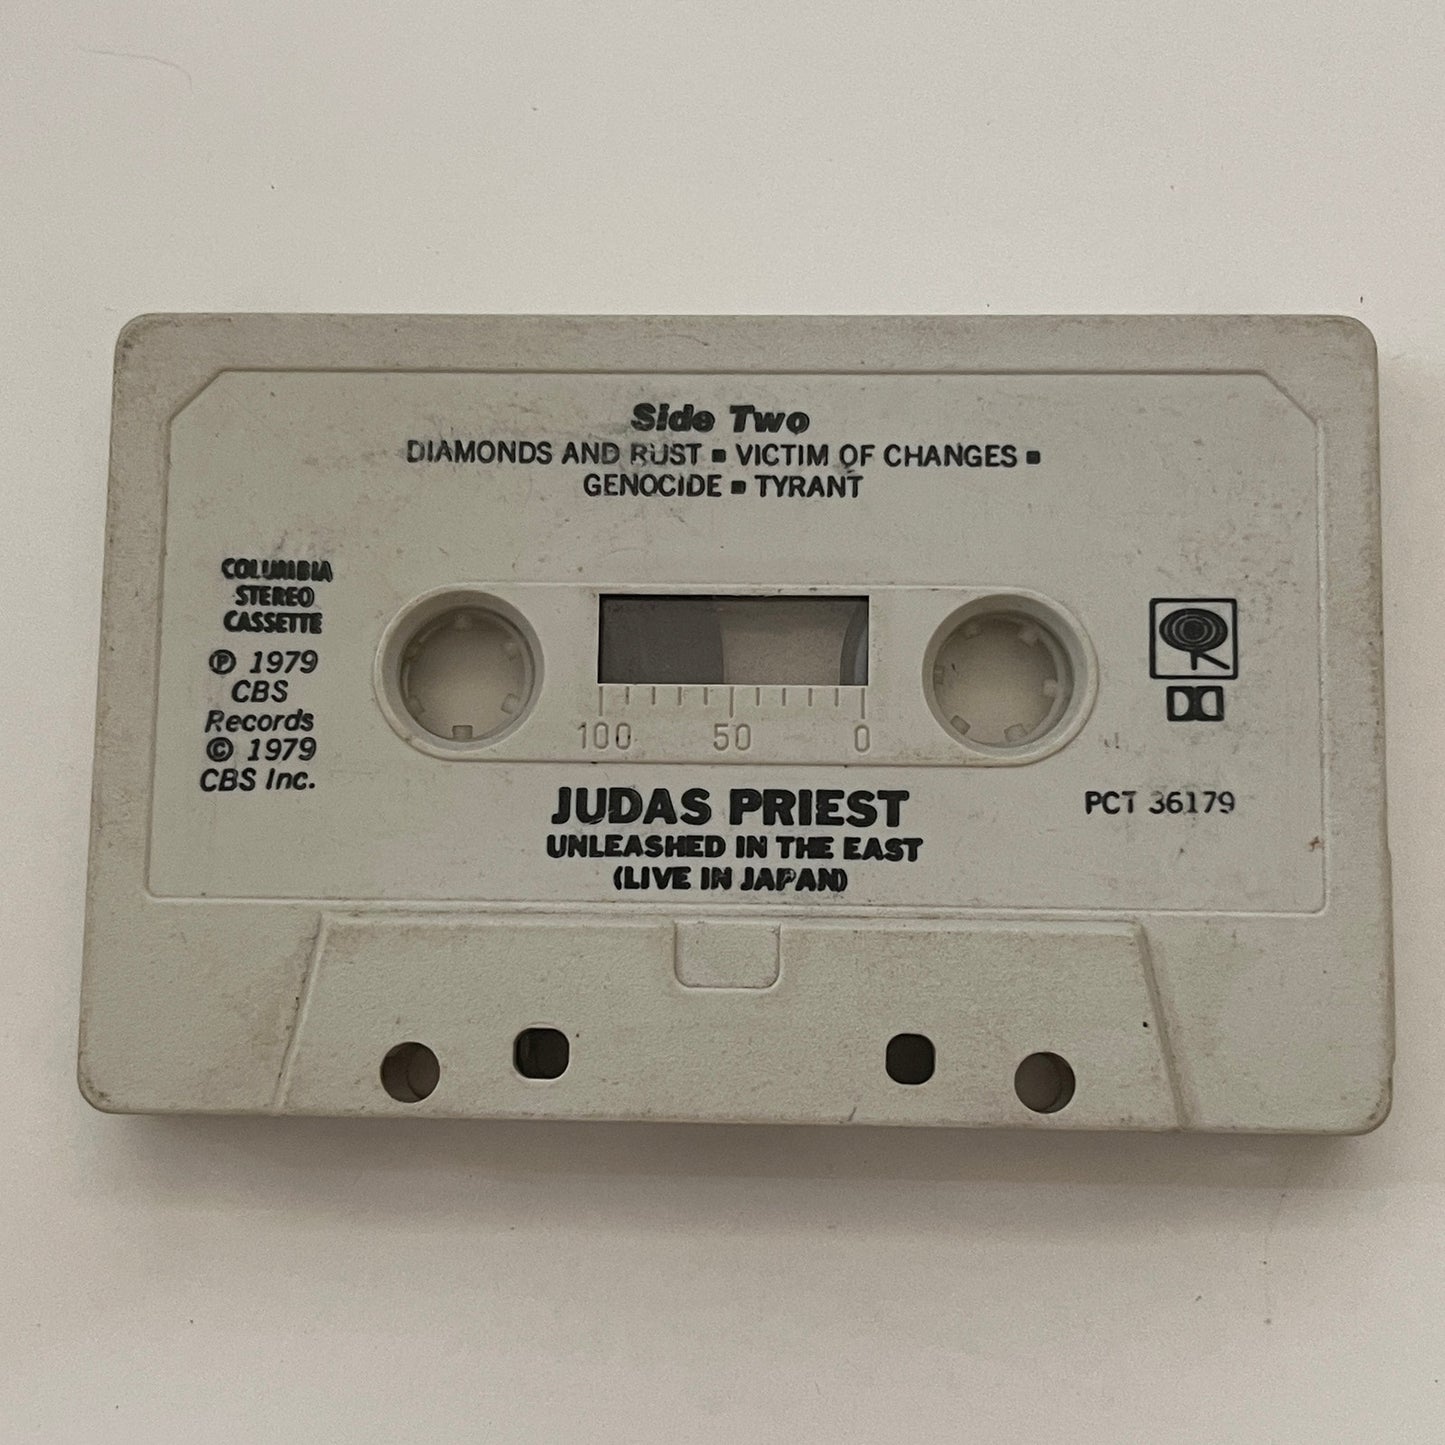 Side Two
DIAMONDS AND RUST ▪ VICTIM OF CHANGES ▪
GENOCIDE ▪ TYRANT
COLUMBIA
STEREO
CASSETTE
℗ 1979
CBS
Records
© 1979
CBS Inc.
100 50 0
JUDAS PRIEST
UNLEASHED IN THE EAST
(LIVE IN JAPAN)
PCT 36179